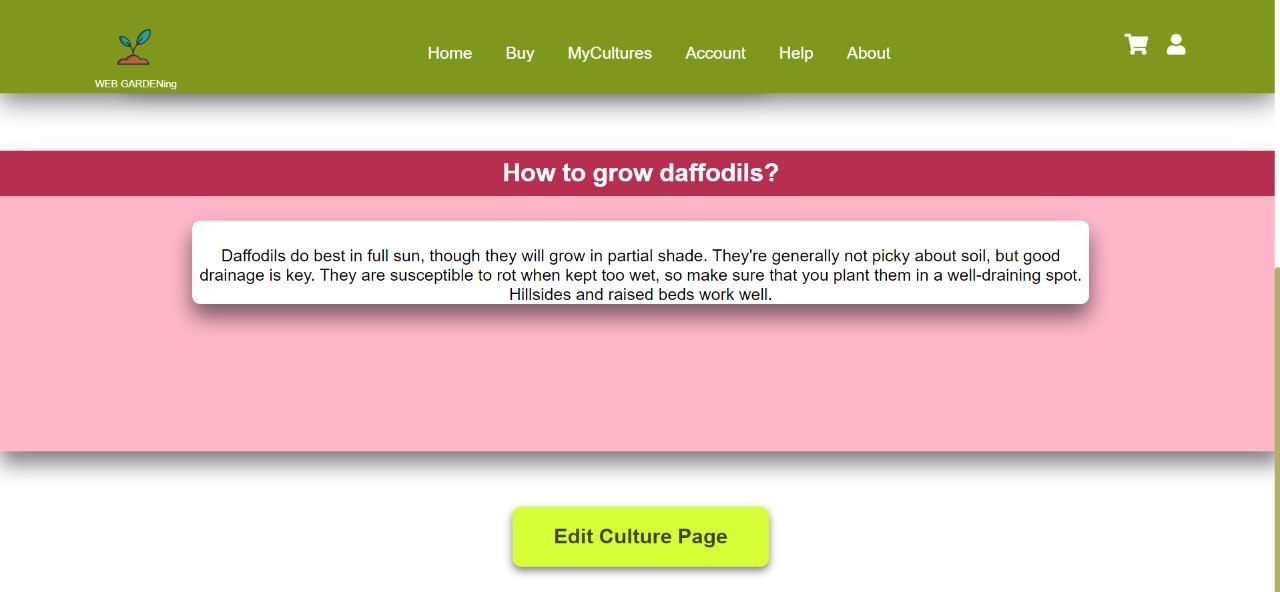 WEB GARDENing
Home Buy MyCultures Account Help About
How to grow daffodils?
Daffodils do best in full sun, though they will grow in partial shade. They're generally not picky about soil, but good
drainage is key. They are susceptible to rot when kept too wet, so make sure that you plant them in a well-draining spot.
Hillsides and raised beds work well.
Edit Culture Page